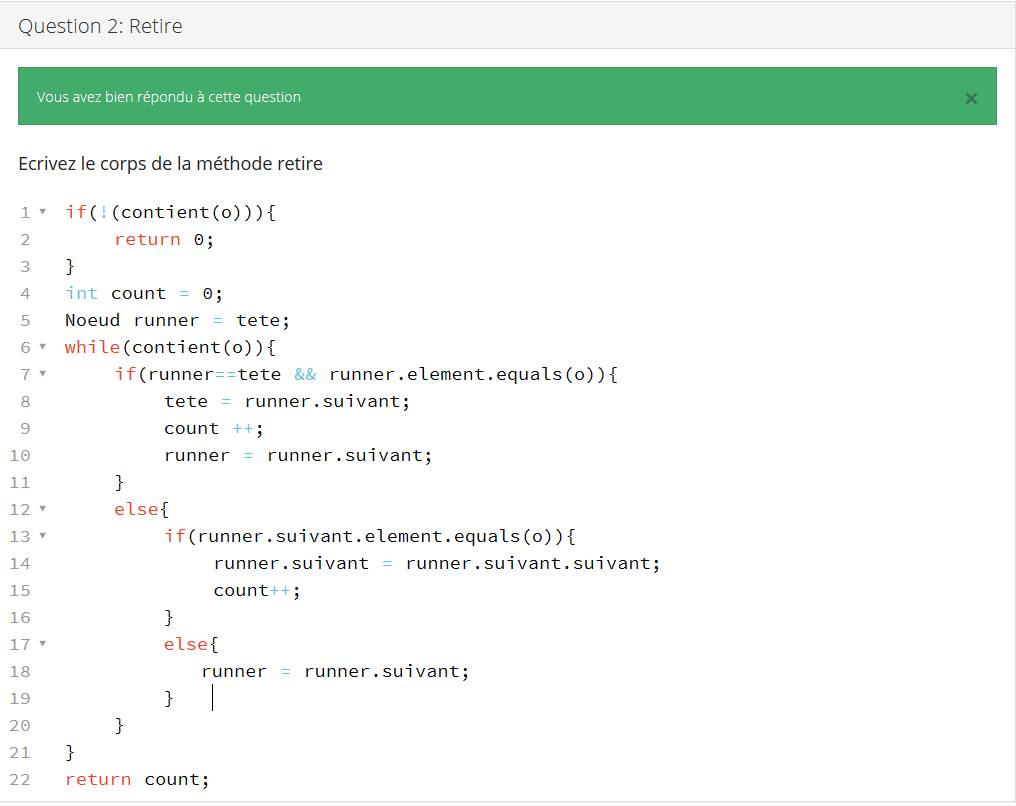 Question 2: Retire
Vous avez bien répondu à cette question ×
Ecrivez le corps de la méthode retire
1 ▾ if(!(contient(o))){
2 return 0;
3 }
4 int count = 0;
5 Noeud runner = tete;
6 ▾ while(contient(o)){
7 ▾ if(runner==tete && runner.element.equals(o)){
8 tete = runner.suivant;
9 count ++;
10 runner = runner.suivant;
11 }
12 ▾ else{
13 ▾ if(runner.suivant.element.equals(o)){
14 runner.suivant = runner.suivant.suivant;
15 count++;
16 }
17 ▾ else{
18 runner = runner.suivant;
19 }
20 }
21 }
22 return count;